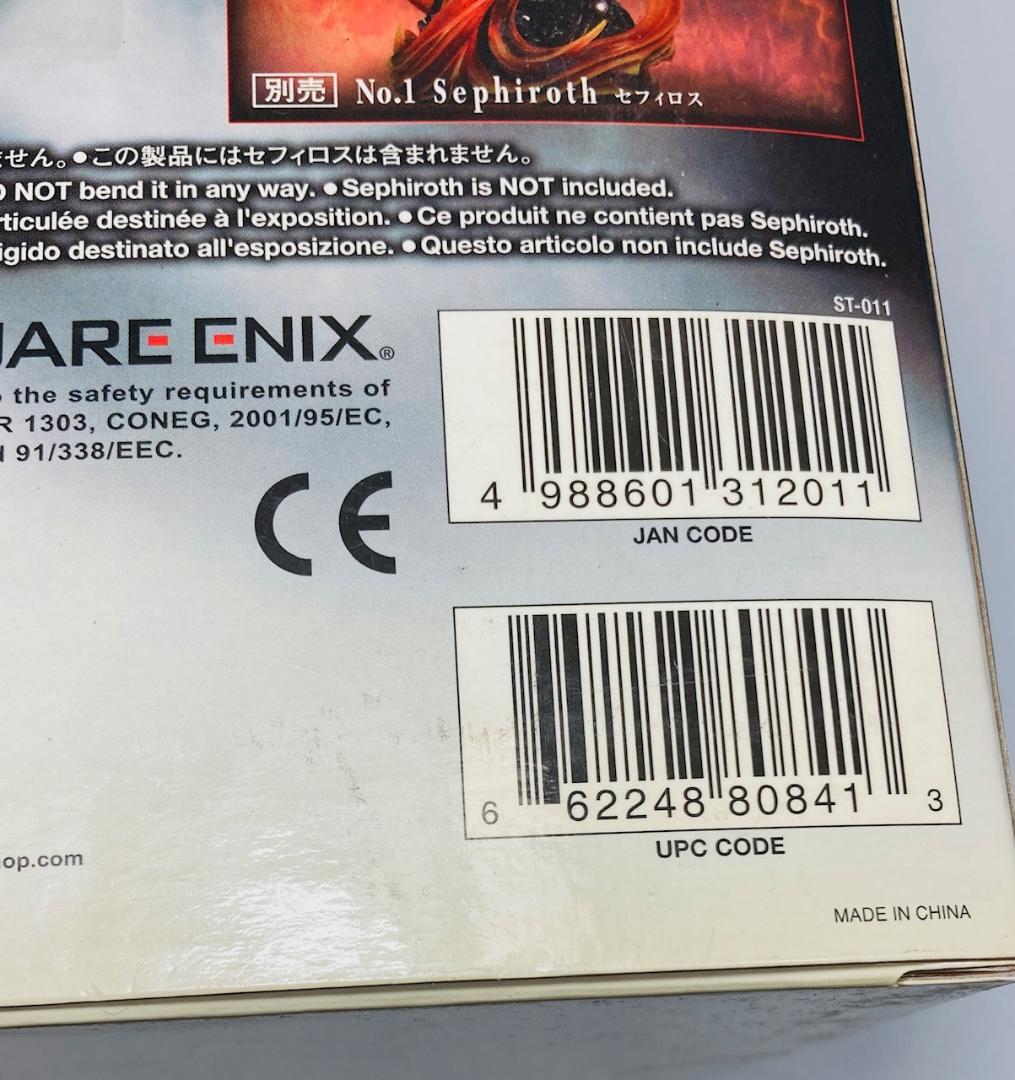 別売 No.1 Sephiroth セフィロス
せん。●この製品にはセフィロスは含まれません。
NOT bend it in any way. ●Sephiroth is NOT included.
rticulée destinée à l'exposition. ●Ce produit ne contient pas Sephiroth.
igido destinato all'esposizione. ●Questo articolo non include Sephiroth.
ST-011
UARE ENIX®
the safety requirements of
R 1303, CONEG, 2001/95/EC,
91/338/EEC.
CE
4 988601 312011
JAN CODE
6 62248 80841 3
UPC CODE
op.com
MADE IN CHINA